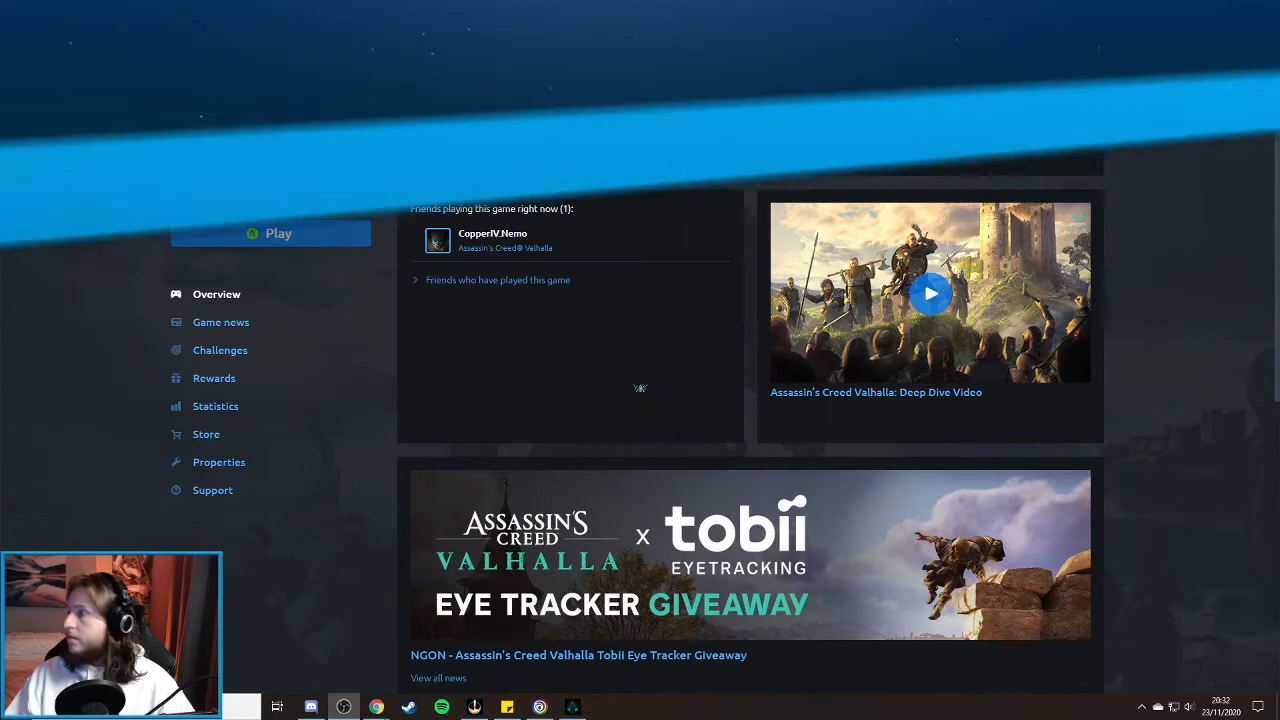 Friends playing this game right now (1):
A Play
CopperIV.Nemo
Assassin's Creed® Valhalla
Friends who have played this game
Overview
Game news
Challenges
Rewards
Statistics
Store
Properties
Support
Assassin's Creed Valhalla: Deep Dive Video
ASSASSIN'S
CREED
VALHALLA
x
tobii
EYETRACKING
EYE TRACKER GIVEAWAY
NGON - Assassin's Creed Valhalla Tobii Eye Tracker Giveaway
View all news
20:32
23/11/2020